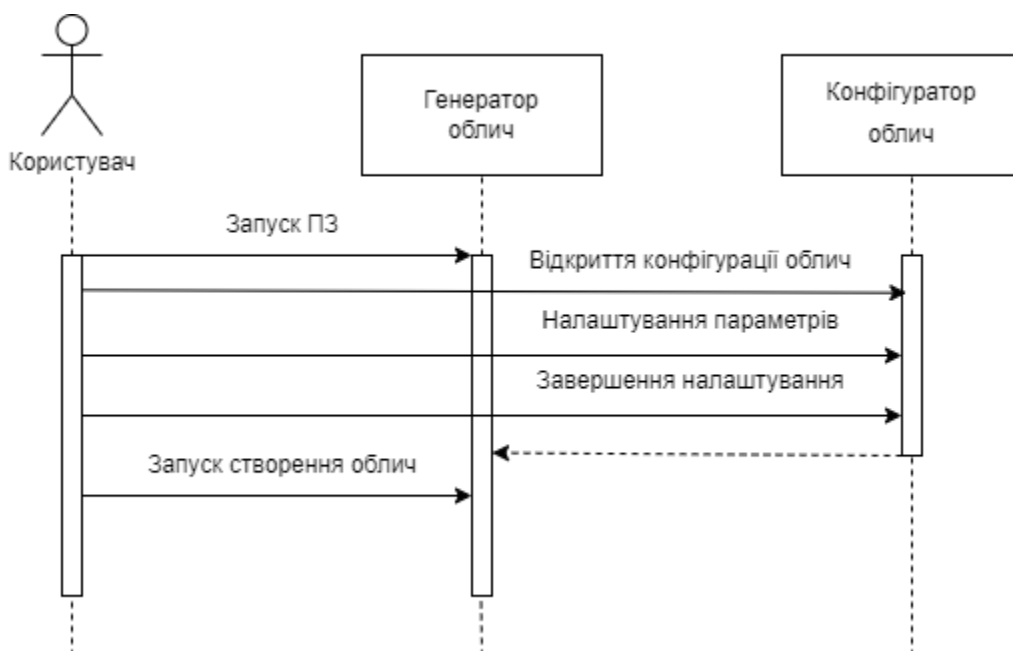 Генератор
облич
Конфігуратор
облич
Користувач
Запуск ПЗ
Відкриття конфігурації облич
Налаштування параметрів
Завершення налаштування
Запуск створення облич